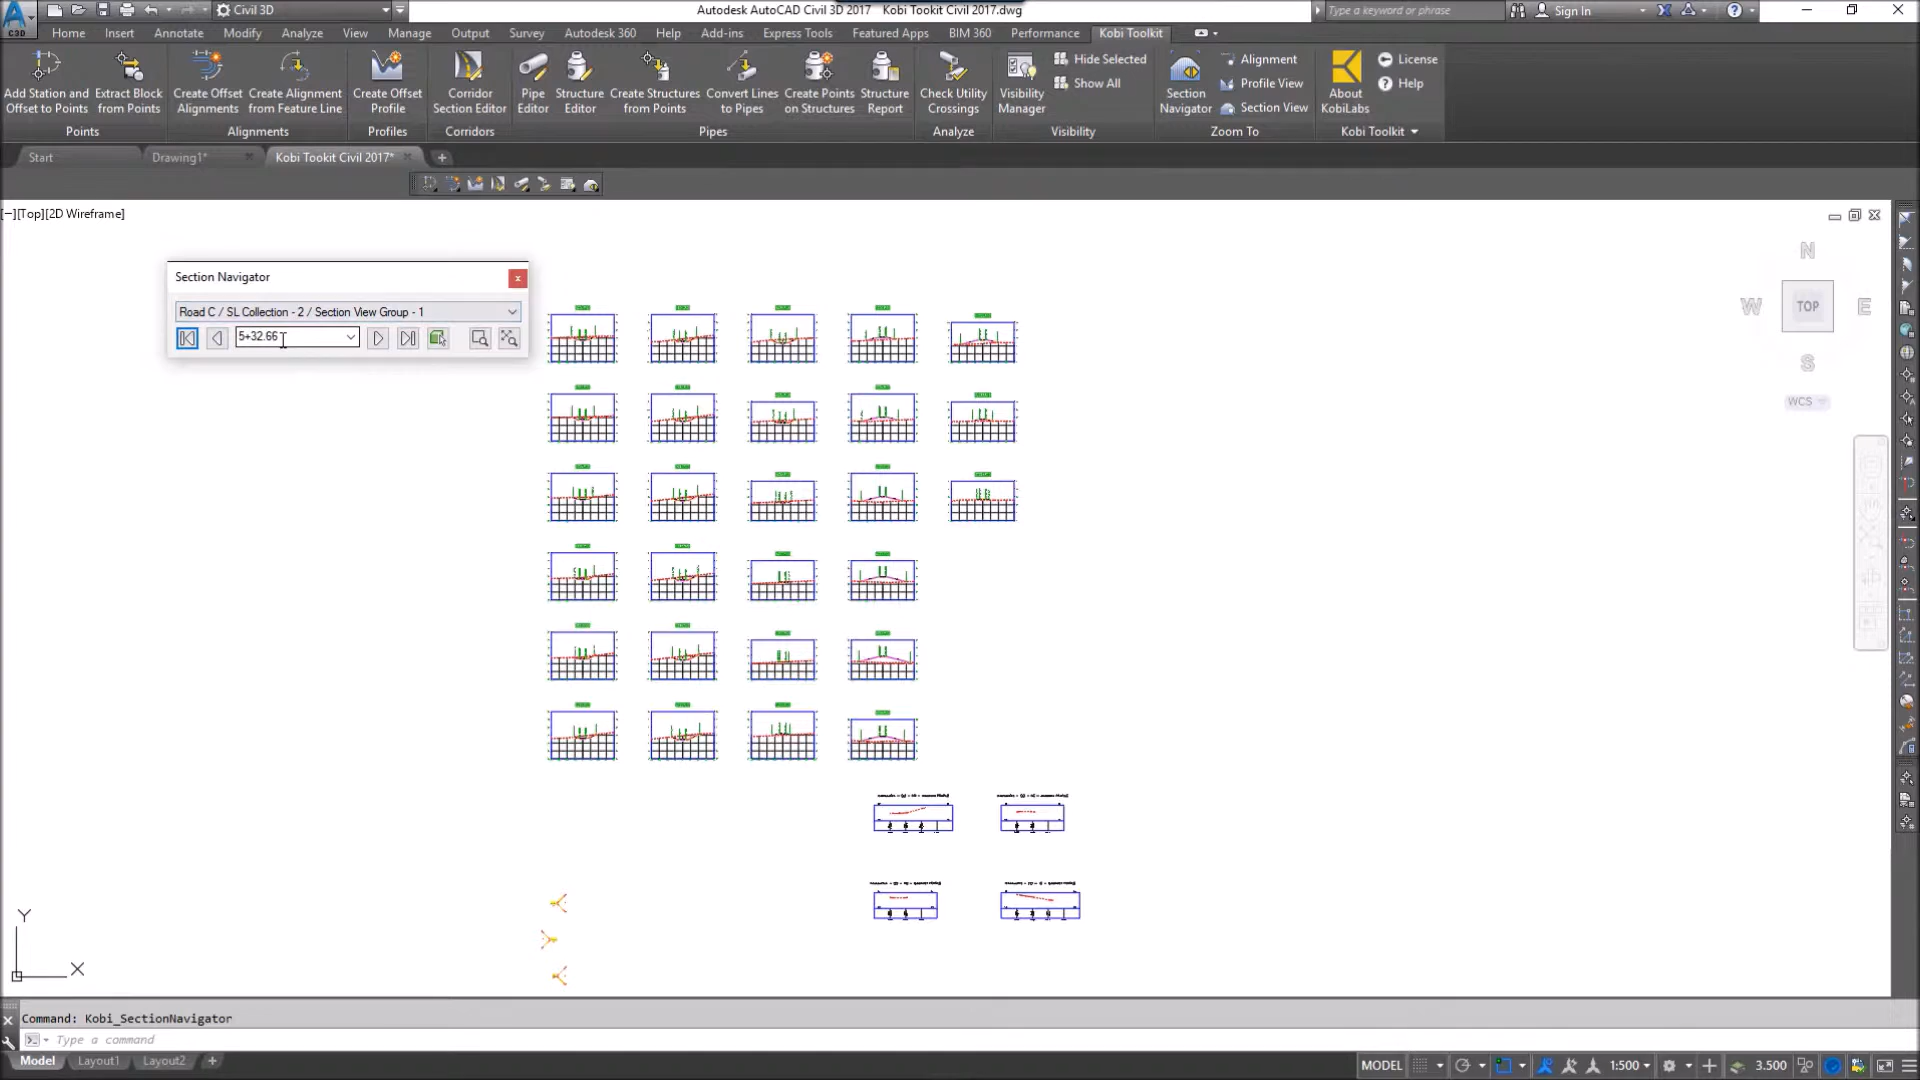 Civil 3D
Autodesk AutoCAD Civil 3D 2017 Kobi Tookit Civil 2017.dwg
Type a keyword or phrase
Sign In
C3D
Home Insert Annotate Modify Analyze View Manage Output Survey Autodesk 360 Help Add-ins Express Tools Featured Apps BIM 360 Performance Kobi Toolkit
Add Station and Offset to Points
Extract Block from Points
Create Offset Alignments
Create Alignment from Feature Line
Create Offset Profile
Corridor Section Editor
Pipe Editor
Structure Editor
Create Structures from Points
Convert Lines to Pipes
Create Points on Structures
Structure Report
Check Utility Crossings
Visibility Manager
Hide Selected
Show All
Section Navigator
Alignment
Profile View
Section View
About KobiLabs
License
Help
Points Alignments Profiles Corridors Pipes Analyze Visibility Zoom To Kobi Toolkit
Start Drawing1* Kobi Tookit Civil 2017*
[–][Top][2D Wireframe]
N
W TOP E
S
WCS
Section Navigator
Road C / SL Collection - 2 / Section View Group - 1
5+32.66
Y
X
Command: Kobi_SectionNavigator
Type a command
Model Layout1 Layout2
MODEL 1:500 3.500